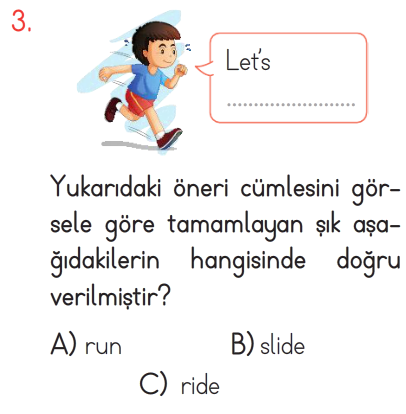 3.
Let's
...........................
Yukarıdaki öneri cümlesini gör-
sele göre tamamlayan şık aşa-
ğıdakilerin hangisinde doğru
verilmiştir?
A) run B) slide
C) ride